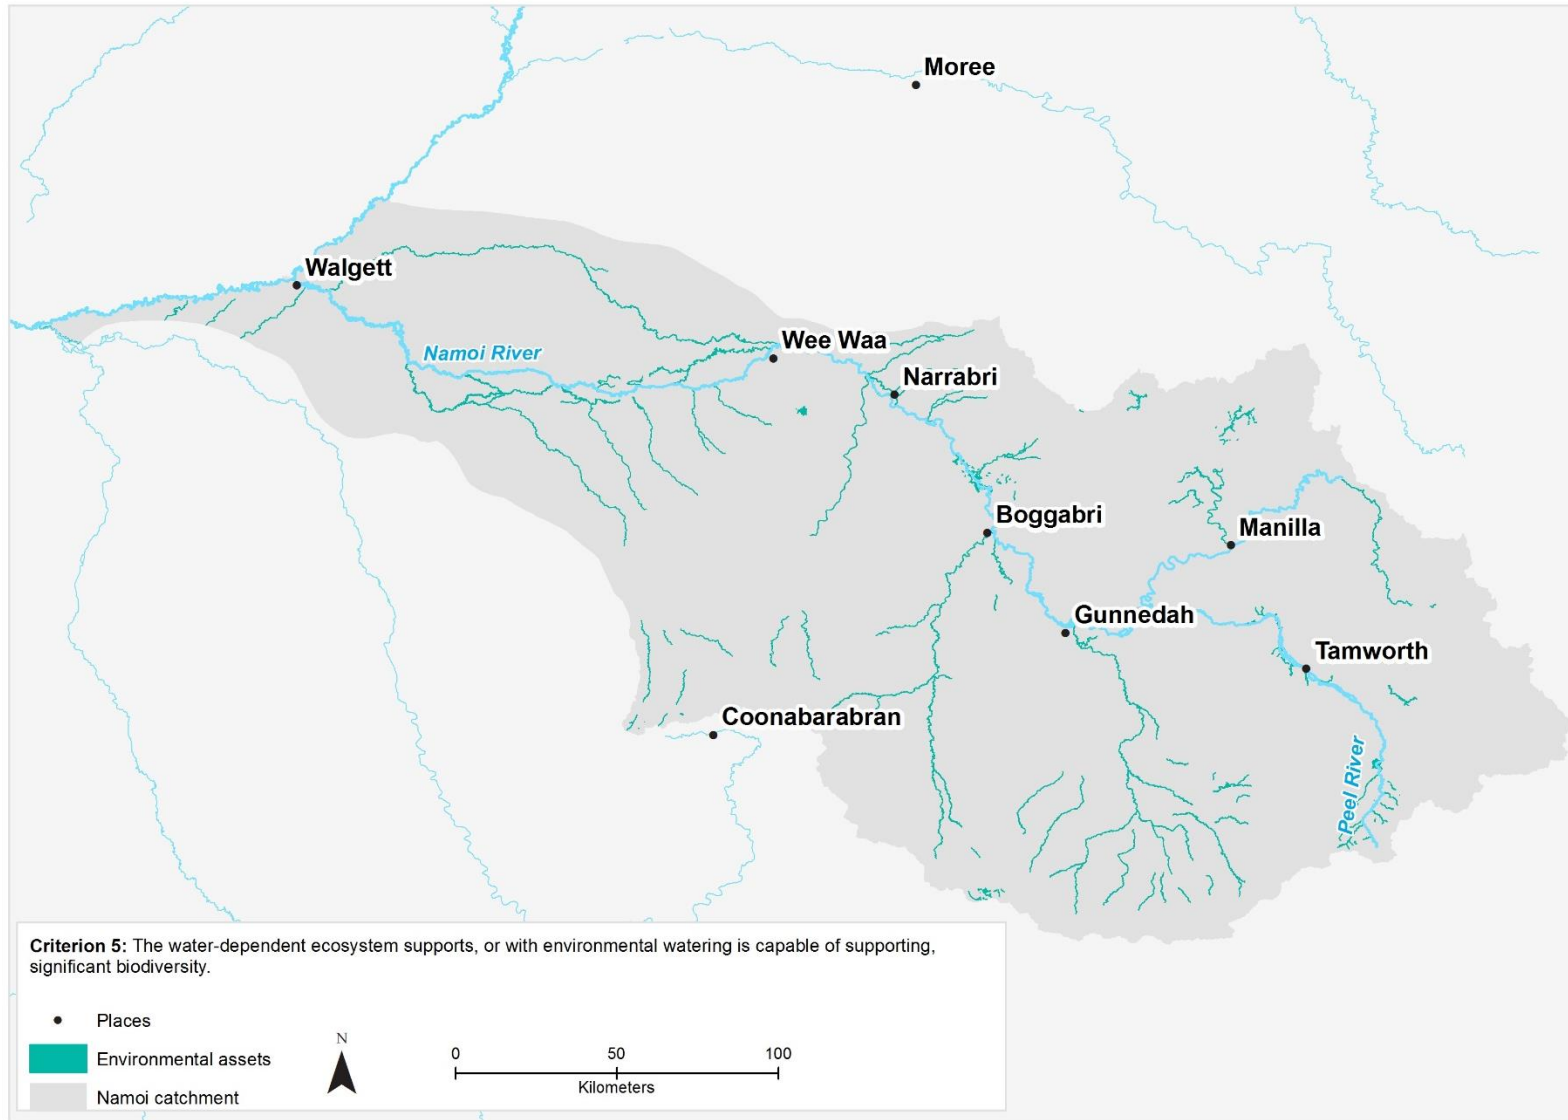 Moree
Walgett
Wee Waa
Namoi River
Narrabri
Boggabri
Manilla
Gunnedah
Tamworth
Coonabarabran
Peel River
Criterion 5: The water-dependent ecosystem supports, or with environmental watering is capable of supporting,
significant biodiversity.
Places
Environmental assets
Namoi catchment
N
0 50 100
Kilometers